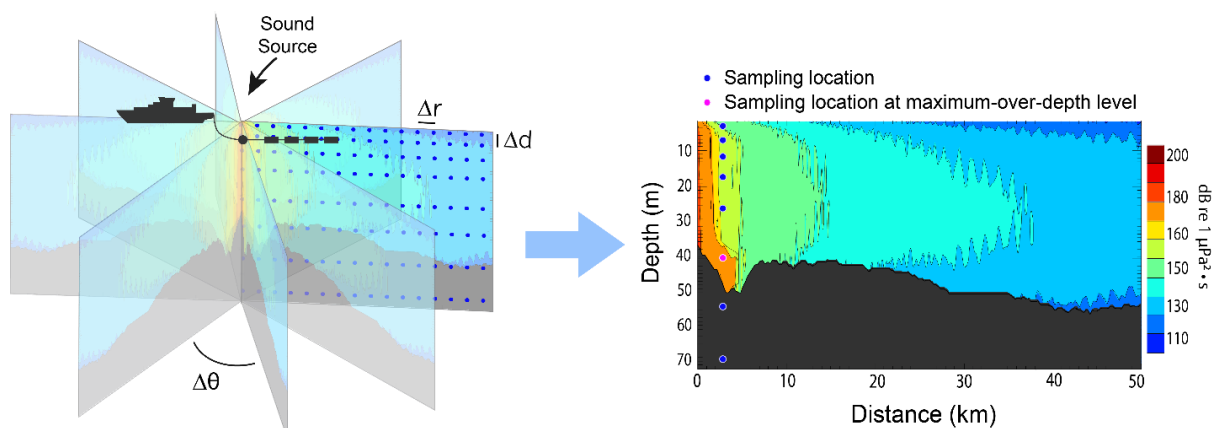 Sound
Source
Δr
Δd
Δθ
Sampling location
Sampling location at maximum-over-depth level
Depth (m)
10
20
30
40
50
60
70
0
10
20
30
40
50
Distance (km)
200
180
160
150
130
110
dB re 1 µPa²•s